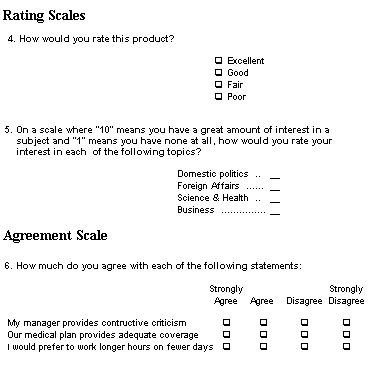 Rating Scales
4. How would you rate this product?
Excellent
Good
Fair
Poor
5. On a scale where "10" means you have a great amount of interest in a
subject and "1" means you have none at all, how would you rate your
interest in each of the following topics?
Domestic politics .. __
Foreign Affairs ...... __
Science & Health .. __
Business ............... __
Agreement Scale
6. How much do you agree with each of the following statements:
Strongly Strongly
Agree Agree Disagree Disagree
My manager provides contructive criticism
Our medical plan provides adequate coverage
I would prefer to work longer hours on fewer days